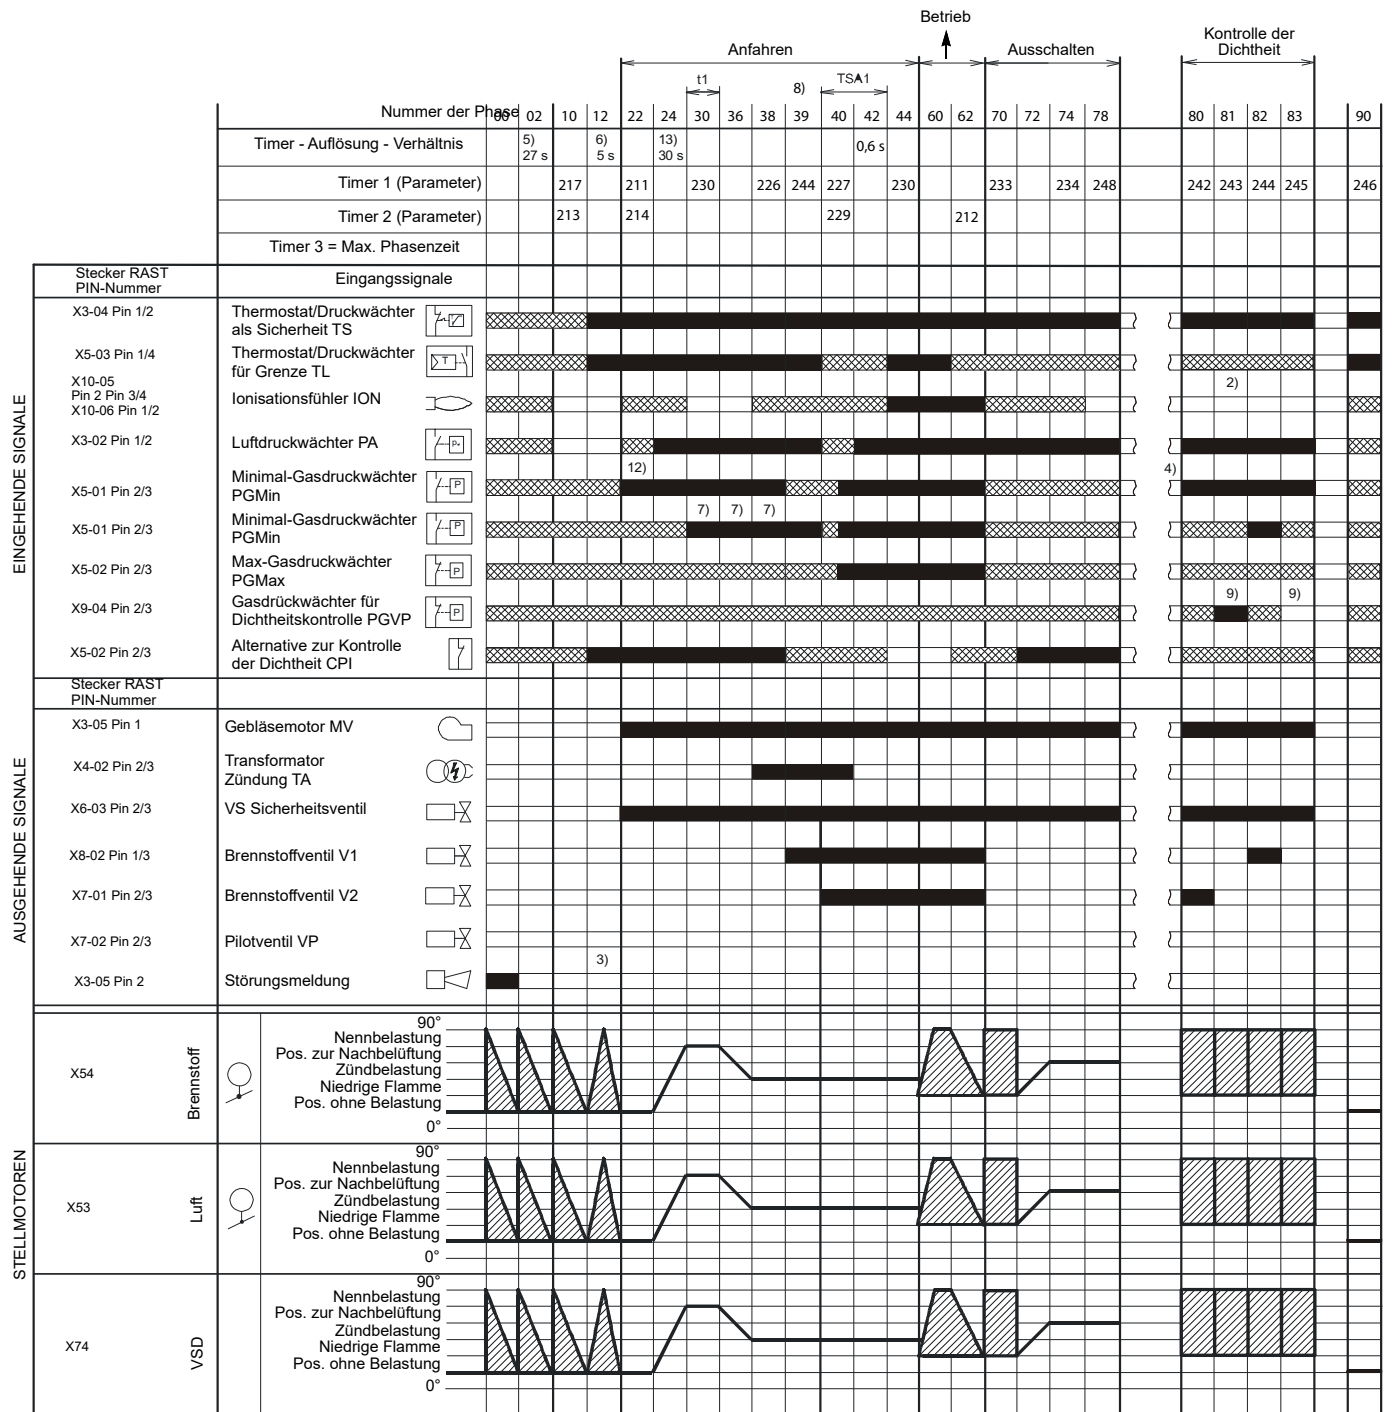 Betrieb
Anfahren
Ausschalten
Kontrolle der
Dichtheit
t1
8)
TSA1
Nummer der Phase 00 02 10 12 22 24 30 36 38 39 40 42 44 60 62 70 72 74 78 80 81 82 83 90
Timer - Auflösung - Verhältnis
5)
27 s
6)
5 s
13)
30 s
0,6 s
Timer 1 (Parameter) 217 211 230 226 244 227 230 233 234 248 242 243 244 245 246
Timer 2 (Parameter) 213 214 229 212
Timer 3 = Max. Phasenzeit
Stecker RAST
PIN-Nummer
Eingangssignale
EINGEHENDE SIGNALE
X3-04 Pin 1/2
Thermostat/Druckwächter
als Sicherheit TS
X5-03 Pin 1/4
Thermostat/Druckwächter
für Grenze TL
T
2)
X10-05
Pin 2 Pin 3/4
X10-06 Pin 1/2
Ionisationsfühler ION
X3-02 Pin 1/2
Luftdruckwächter PA
12)
4)
X5-01 Pin 2/3
Minimal-Gasdruckwächter
PGMin
P
7) 7) 7)
X5-01 Pin 2/3
Minimal-Gasdruckwächter
PGMin
P
X5-02 Pin 2/3
Max-Gasdruckwächter
PGMax
P
9) 9)
X9-04 Pin 2/3
Gasdrückwächter für
Dichtheitskontrolle PGVP
P
X5-02 Pin 2/3
Alternative zur Kontrolle
der Dichtheit CPI
Stecker RAST
PIN-Nummer
AUSGEHENDE SIGNALE
X3-05 Pin 1
Gebläsemotor MV
X4-02 Pin 2/3
Transformator
Zündung TA
X6-03 Pin 2/3
VS Sicherheitsventil
X8-02 Pin 1/3
Brennstoffventil V1
X7-01 Pin 2/3
Brennstoffventil V2
X7-02 Pin 2/3
Pilotventil VP
3)
X3-05 Pin 2
Störungsmeldung
STELLMOTOREN
X54
Brennstoff
90°
Nennbelastung
Pos. zur Nachbelüftung
Zündbelastung
Niedrige Flamme
Pos. ohne Belastung
0°
X53
Luft
90°
Nennbelastung
Pos. zur Nachbelüftung
Zündbelastung
Niedrige Flamme
Pos. ohne Belastung
0°
X74
VSD
90°
Nennbelastung
Pos. zur Nachbelüftung
Zündbelastung
Niedrige Flamme
Pos. ohne Belastung
0°